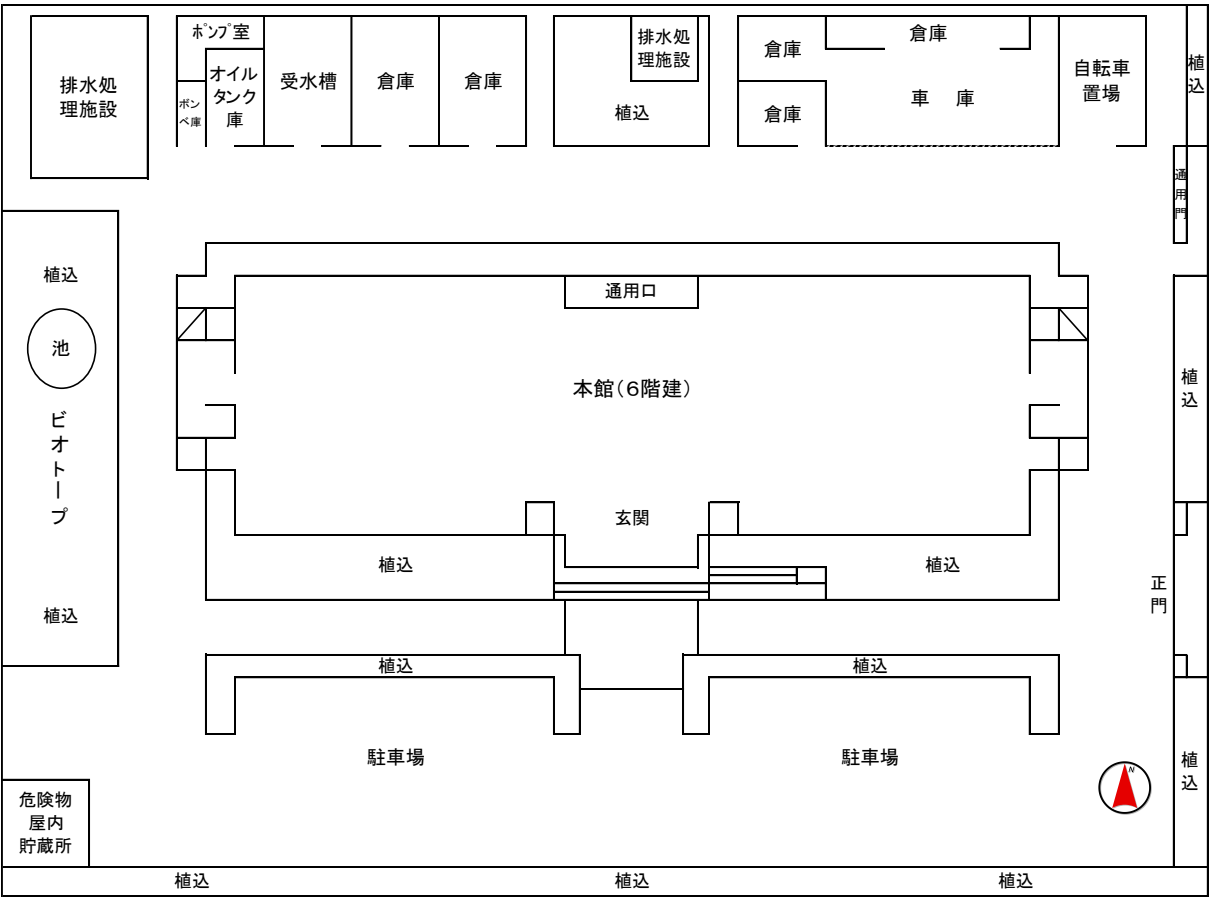 排水処
理施設
ポンプ室
オイル
タンク
庫
ボン
ベ庫
受水槽
倉庫
倉庫
排水処
理施設
植込
倉庫
倉庫
倉庫
車 庫
自転車
置場
植
込
通
用
門
植込
池
ビオトープ
植込
通用口
本館(6階建)
玄関
植込
植込
植
込
正
門
植込
植込
駐車場
駐車場
N
植
込
危険物
屋内
貯蔵所
植込
植込
植込